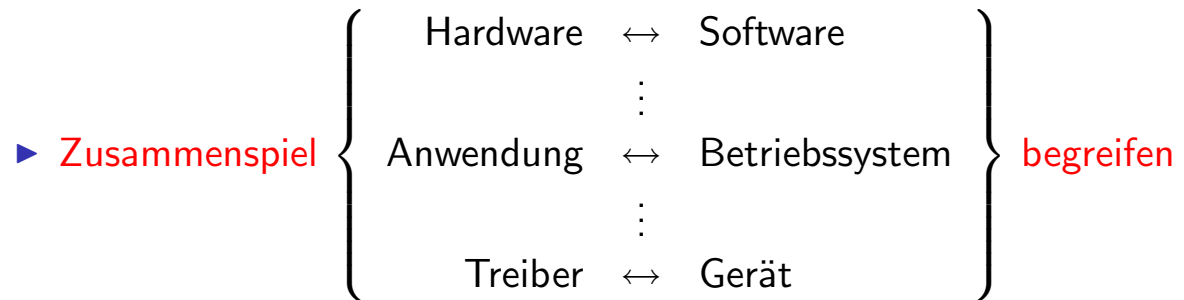 Hardware ↔ Software
⋮
▶ Zusammenspiel { Anwendung ↔ Betriebssystem } begreifen
⋮
Treiber ↔ Gerät